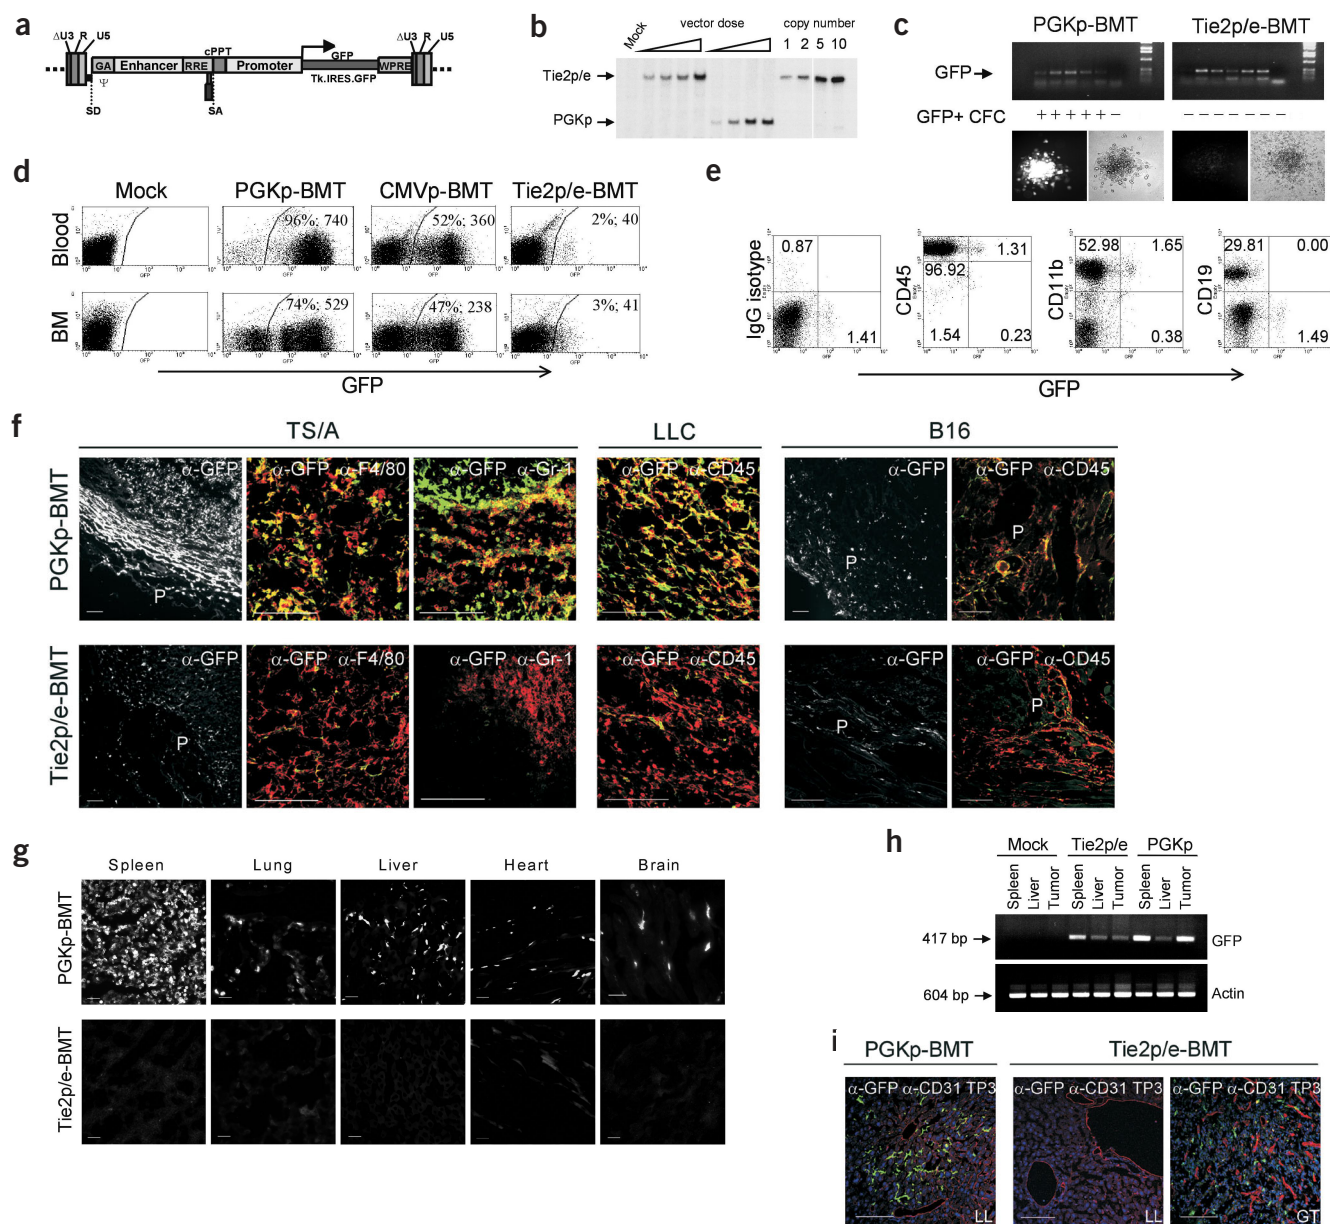 a
ΔU3 R U5
cPPT
GFP
ΔU3 R U5
GA Enhancer RRE Promoter
Tk.IRES.GFP
WPRE
Ψ
SD
SA
b
Mock
vector dose
copy number
1 2 5 10
Tie2p/e
PGKp
c
PGKp-BMT
Tie2p/e-BMT
GFP
GFP+ CFC
+ + + + + −
− − − − − − −
d
Mock
PGKp-BMT
CMVp-BMT
Tie2p/e-BMT
Blood
96%; 740
52%; 360
2%; 40
BM
74%; 529
47%; 238
3%; 41
GFP
e
IgG isotype
0.87
1.41
CD45
1.31
96.92
1.54
0.23
CD11b
52.98
1.65
0.38
CD19
29.81
0.00
1.49
GFP
f
TS/A
LLC
B16
PGKp-BMT
α-GFP
P
α-GFP α-F4/80
α-GFP α-Gr-1
α-GFP α-CD45
α-GFP
P
α-GFP α-CD45
P
Tie2p/e-BMT
α-GFP
P
α-GFP α-F4/80
α-GFP α-Gr-1
α-GFP α-CD45
α-GFP
P
α-GFP α-CD45
P
g
Spleen
Lung
Liver
Heart
Brain
PGKp-BMT
Tie2p/e-BMT
h
Mock
Tie2p/e
PGKp
Spleen
Liver
Tumor
Spleen
Liver
Tumor
Spleen
Liver
Tumor
417 bp
GFP
604 bp
Actin
i
PGKp-BMT
Tie2p/e-BMT
α-GFP α-CD31 TP3
LL
α-GFP α-CD31 TP3
LL
α-GFP α-CD31 TP3
GT